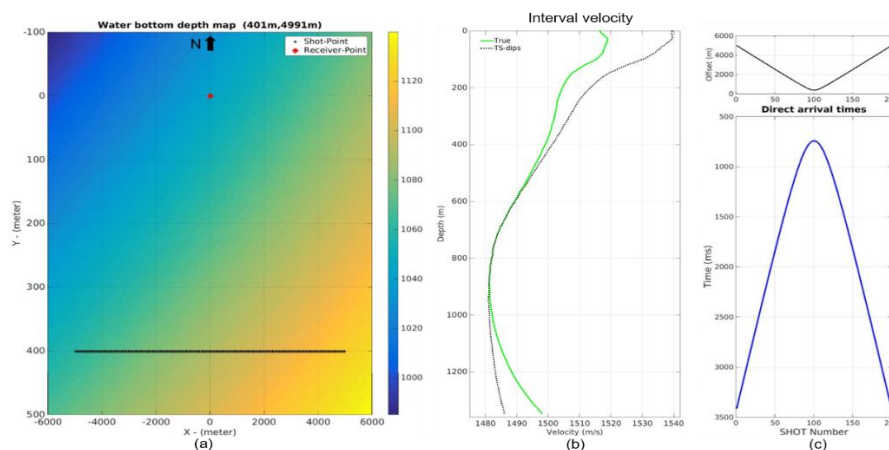 Water bottom depth map (401m,4991m)
N
Shot-Point
Receiver-Point
-100
0
100
200
300
400
500
Y - (meter)
-6000 -4000 -2000 0 2000 4000 6000
X - (meter)
1120
1100
1080
1060
1040
1020
1000
(a)
Interval velocity
True
TS-dips
0
200
400
600
800
1000
1200
Depth (m)
1480 1490 1500 1510 1520 1530 1540
Velocity (m/s)
(b)
6000
4000
2000
0
Offset (m)
0 50 100 150 200
Direct arrival times
500
1000
1500
2000
2500
3000
3500
Time (ms)
0 50 100 150 200
SHOT Number
(c)